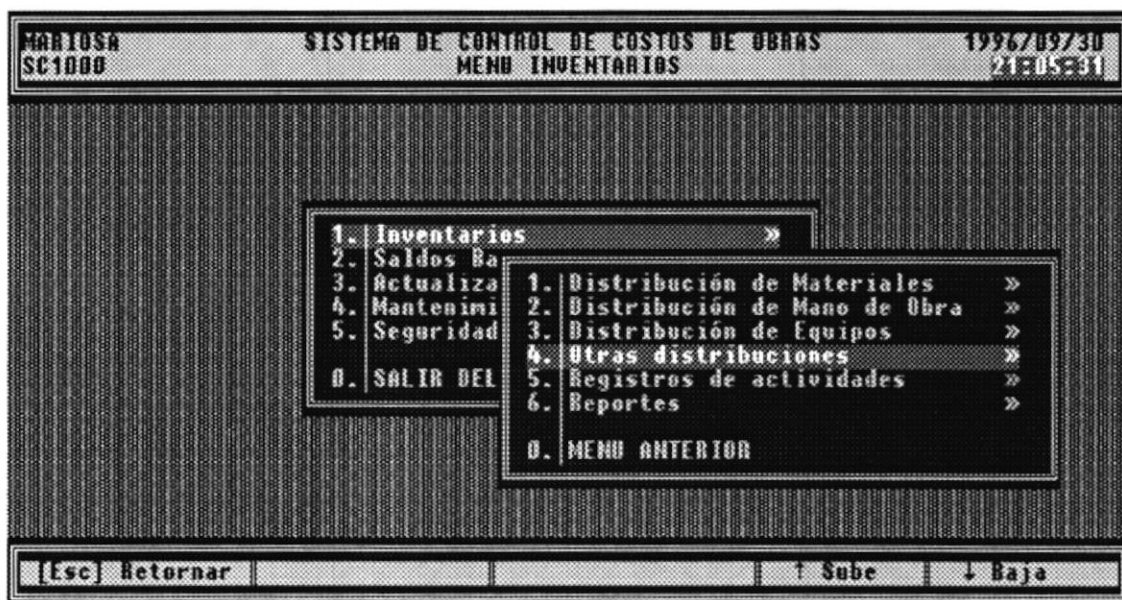 MARIOSA SISTEMA DE CONTROL DE COSTOS DE OBRAS 1996/09/30
SC1000 MENU INVENTARIOS 21:05:31
1. Inventarios »
2. Saldos Ba
3. Actualiza
4. Mantenimi
5. Seguridad
0. SALIR DEL
1. Distribución de Materiales »
2. Distribución de Mano de Obra »
3. Distribución de Equipos »
4. Otras distribuciones »
5. Registros de actividades »
6. Reportes »
0. MENU ANTERIOR
[Esc] Retornar ↑ Sube ↓ Baja